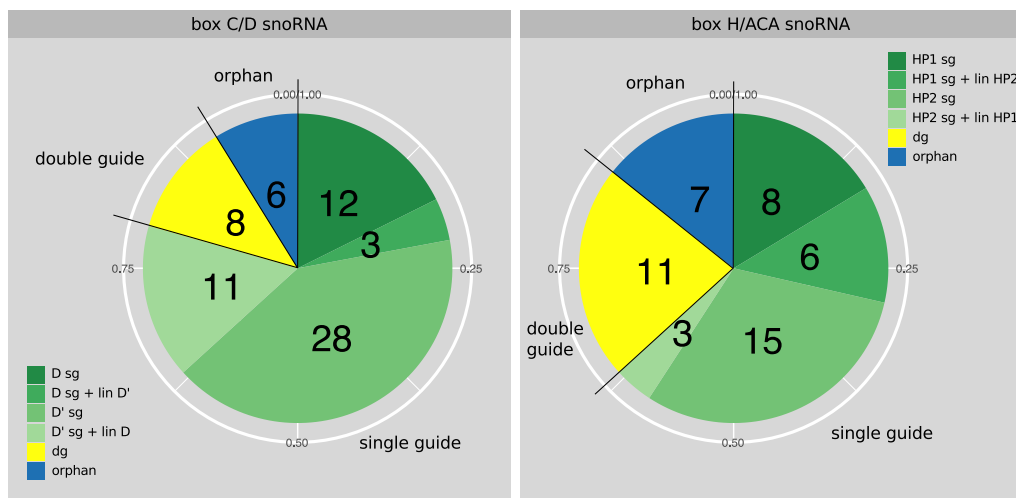 box C/D snoRNA
orphan
0.00/1.00
double guide
6
12
8
3
0.75
0.25
11
28
D sg
D sg + lin D'
D' sg
D' sg + lin D
dg
orphan
single guide
0.50
box H/ACA snoRNA
HP1 sg
HP1 sg + lin HP2
HP2 sg
HP2 sg + lin HP1
dg
orphan
orphan
0.00/1.00
7
8
6
0.75
0.25
11
double
guide
3
15
single guide
0.50